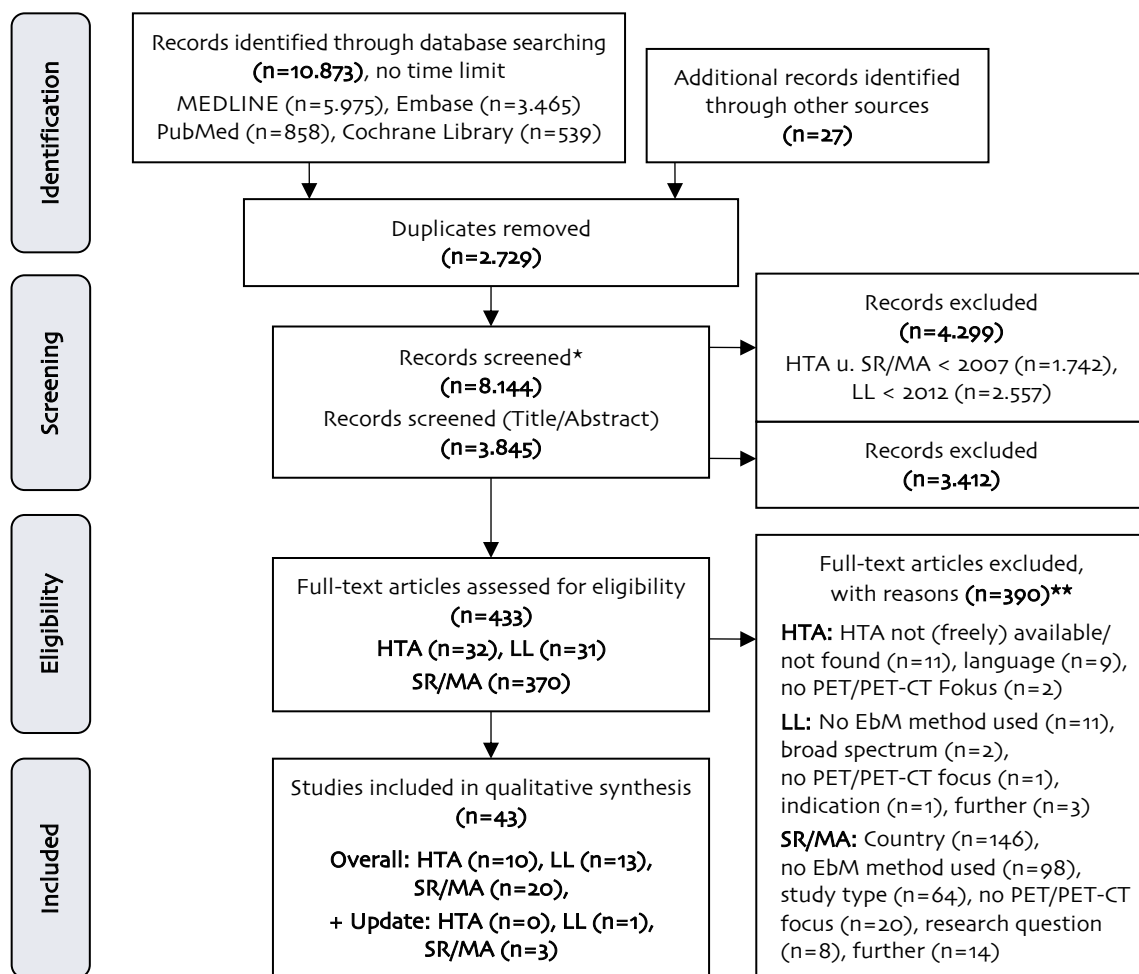 Identification
Records identified through database searching
(n=10.873), no time limit
MEDLINE (n=5.975), Embase (n=3.465)
PubMed (n=858), Cochrane Library (n=539)
Additional records identified
through other sources
(n=27)
Duplicates removed
(n=2.729)
Screening
Records screened*
(n=8.144)
Records screened (Title/Abstract)
(n=3.845)
Records excluded
(n=4.299)
HTA u. SR/MA < 2007 (n=1.742),
LL < 2012 (n=2.557)
Records excluded
(n=3.412)
Eligibility
Full-text articles assessed for eligibility
(n=433)
HTA (n=32), LL (n=31)
SR/MA (n=370)
Full-text articles excluded,
with reasons (n=390)**
HTA: HTA not (freely) available/
not found (n=11), language (n=9),
no PET/PET-CT Fokus (n=2)
LL: No EbM method used (n=11),
broad spectrum (n=2),
no PET/PET-CT focus (n=1),
indication (n=1), further (n=3)
SR/MA: Country (n=146),
no EbM method used (n=98),
study type (n=64), no PET/PET-CT
focus (n=20), research question
(n=8), further (n=14)
Included
Studies included in qualitative synthesis
(n=43)
Overall: HTA (n=10), LL (n=13),
SR/MA (n=20),
+ Update: HTA (n=0), LL (n=1),
SR/MA (n=3)